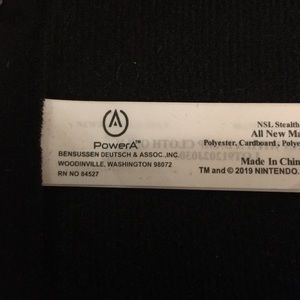 PowerA™
BENSUSSEN DEUTSCH & ASSOC.,INC.
WOODINVILLE, WASHINGTON 98072
RN NO 84527
NSL Stealth
All New Ma
Polyester, Cardboard , Polye
Made In Chin
TM and © 2019 NINTENDO.